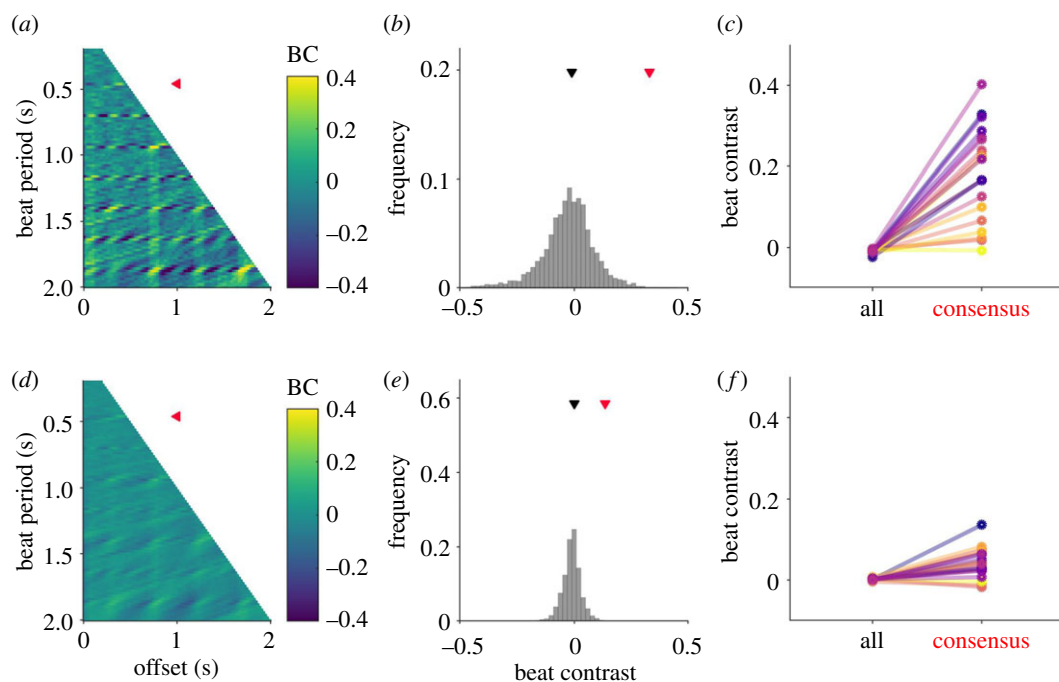 (a)
BC
0.4
0.2
0
–0.2
–0.4
beat period (s)
0.5
1.0
1.5
2.0
0 1 2
(b)
frequency
0.2
0.1
0
–0.5 0 0.5
(c)
beat contrast
0.4
0.2
0
all consensus
(d)
BC
0.4
0.2
0
–0.2
–0.4
beat period (s)
0.5
1.0
1.5
2.0
0 1 2
offset (s)
(e)
frequency
0.6
0.4
0.2
0
–0.5 0 0.5
beat contrast
(f)
beat contrast
0.4
0.2
0
all consensus